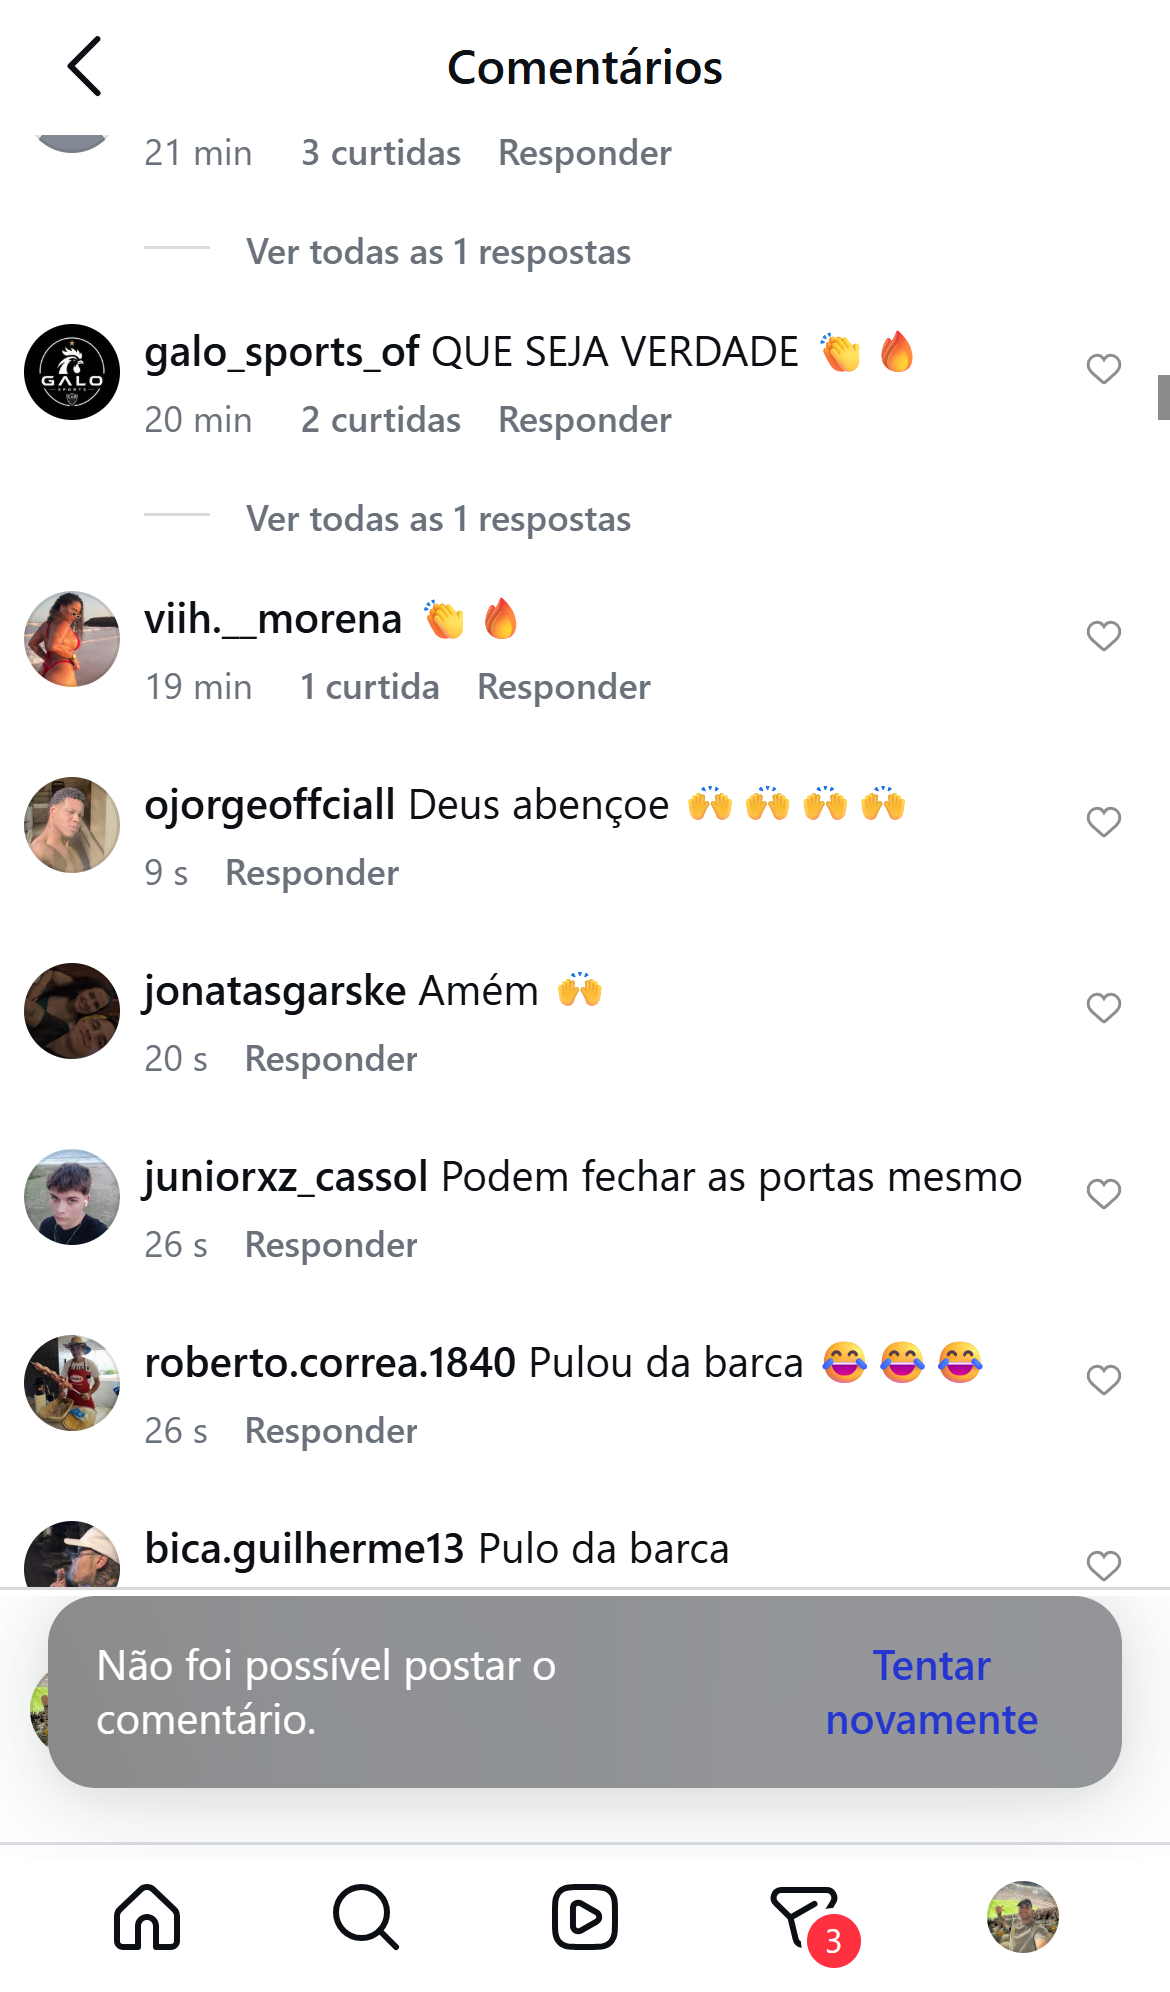 Comentários
21 min 3 curtidas Responder
Ver todas as 1 respostas
GALO
SPORTS
galo_sports_of QUE SEJA VERDADE 👏🔥
20 min 2 curtidas Responder
Ver todas as 1 respostas
viih.__morena 👏🔥
19 min 1 curtida Responder
ojorgeoffciall Deus abençoe 🙌🙌🙌🙌
9 s Responder
jonatasgarske Amém 🙌
20 s Responder
juniorxz_cassol Podem fechar as portas mesmo
26 s Responder
roberto.correa.1840 Pulou da barca 😂😂😂
26 s Responder
bica.guilherme13 Pulo da barca
Não foi possível postar o
comentário.
Tentar
novamente
3